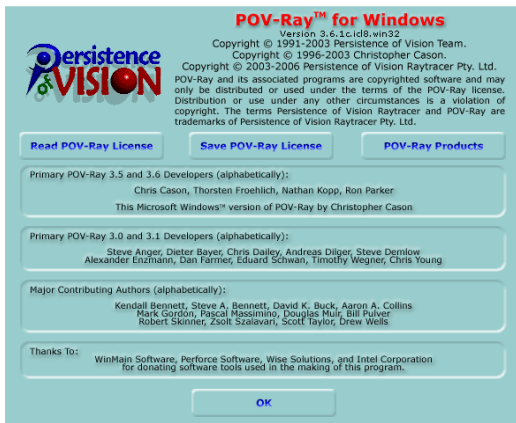 Persistence
of
VISION
POV-Ray™ for Windows
Version 3.6.1c.icl8.win32
Copyright © 1991-2003 Persistence of Vision Team.
Copyright © 1996-2003 Christopher Cason.
Copyright © 2003-2006 Persistence of Vision Raytracer Pty. Ltd.
POV-Ray and its associated programs are copyrighted software and may
only be distributed or used under the terms of the POV-Ray license.
Distribution or use under any other circumstances is a violation of
copyright. The terms Persistence of Vision Raytracer and POV-Ray are
trademarks of Persistence of Vision Raytracer Pty. Ltd.
Read POV-Ray License
Save POV-Ray License
POV-Ray Products
Primary POV-Ray 3.5 and 3.6 Developers (alphabetically):
Chris Cason, Thorsten Froehlich, Nathan Kopp, Ron Parker
This Microsoft Windows™ version of POV-Ray by Christopher Cason
Primary POV-Ray 3.0 and 3.1 Developers (alphabetically):
Steve Anger, Dieter Bayer, Chris Dailey, Andreas Dilger, Steve Demlow
Alexander Enzmann, Dan Farmer, Eduard Schwan, Timothy Wegner, Chris Young
Major Contributing Authors (alphabetically):
Kendall Bennett, Steve A. Bennett, David K. Buck, Aaron A. Collins
Mark Gordon, Pascal Massimino, Douglas Muir, Bill Pulver
Robert Skinner, Zsolt Szalavari, Scott Taylor, Drew Wells
Thanks To:
WinMain Software, Perforce Software, Wise Solutions, and Intel Corporation
for donating software tools used in the making of this program.
OK